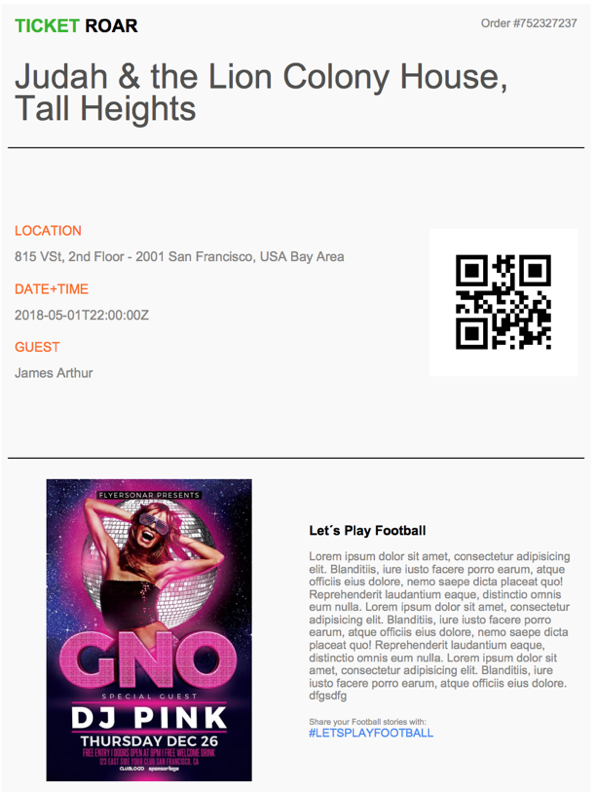 TICKET ROAR
Order #752327237
Judah & the Lion Colony House,
Tall Heights
LOCATION
815 VSt, 2nd Floor - 2001 San Francisco, USA Bay Area
DATE+TIME
2018-05-01T22:00:00Z
GUEST
James Arthur
FLYERSONAR PRESENTS
GNO
SPECIAL GUEST
DJ PINK
THURSDAY DEC 26
FREE ENTRY | DOORS OPEN AT 9PM | FREE WELCOME DRINK
123 EAST SIDE YOUR CLUB SAN FRANCISCO, CA
CLUBLOGO sponsorlogo
Let´s Play Football
Lorem ipsum dolor sit amet, consectetur adipisicing
elit. Blanditiis, eum iusto facere porro earum, atque
officiis eius dolore, nemo saepe dicta placeat quo!
Reprehenderit laudantium eaque, distinctio omnis
eum nulla. Lorem ipsum dolor sit amet, consectetur
adipisicing elit. Blanditiis, iure iusto facere porro
earum, atque officiis eius dolore, nemo saepe dicta
placeat quo! Reprehenderit laudantium eaque,
distinctio omnis eum nulla. Lorem ipsum dolor sit
amet, consectetur adipisicing elit. Blanditiis, iure
iusto facere porro earum, atque officiis eius dolore.
dfgsdfg
Share your Football stories with:
#LETSPLAYFOOTBALL